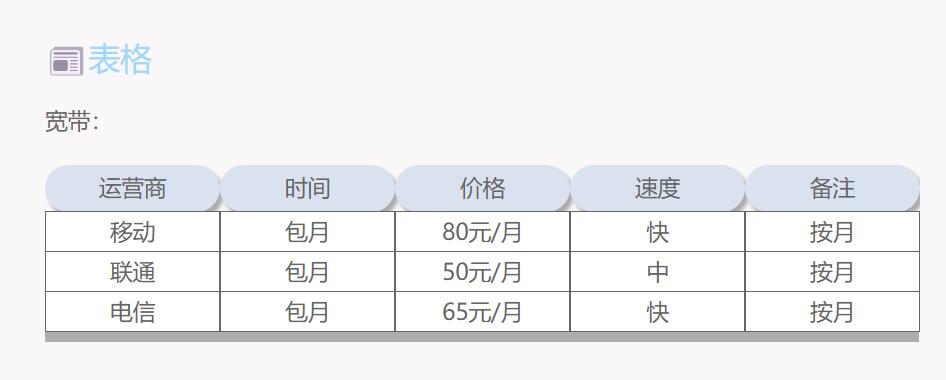 表格
宽带：
运营商 时间 价格 速度 备注
移动 包月 80元/月 快 按月
联通 包月 50元/月 中 按月
电信 包月 65元/月 快 按月